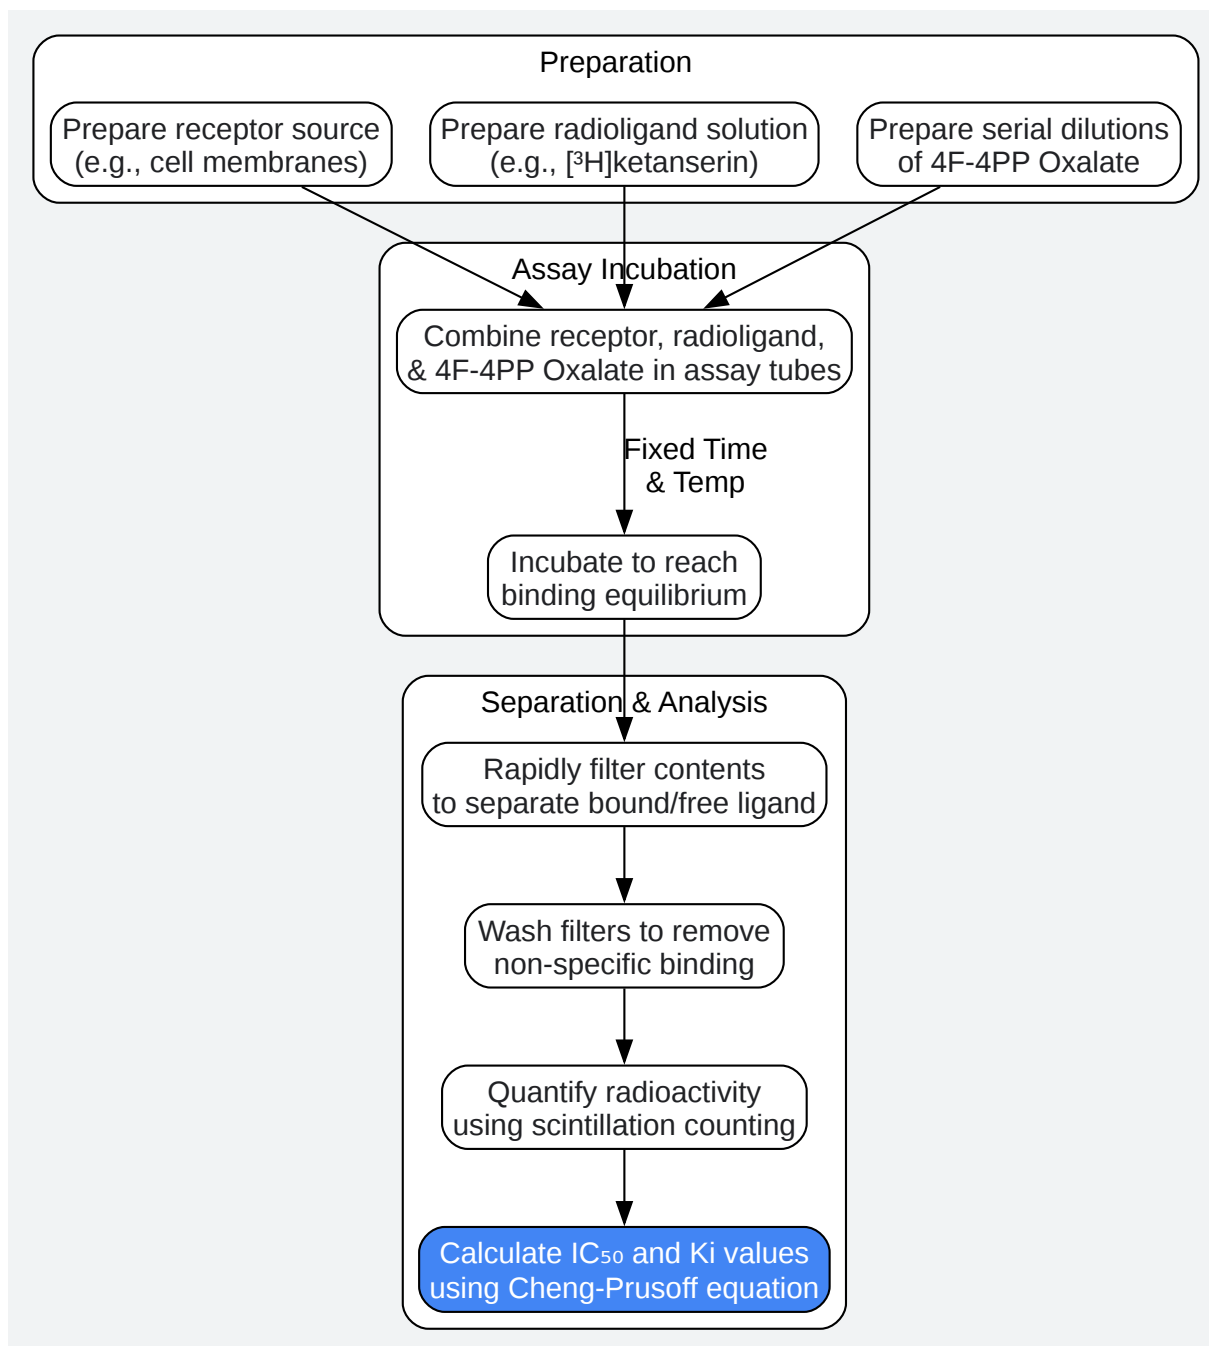 Preparation
Prepare receptor source
(e.g., cell membranes)
Prepare radioligand solution
(e.g., [³H]ketanserin)
Prepare serial dilutions
of 4F-4PP Oxalate
Assay Incubation
Combine receptor, radioligand,
& 4F-4PP Oxalate in assay tubes
Fixed Time
& Temp
Incubate to reach
binding equilibrium
Separation & Analysis
Rapidly filter contents
to separate bound/free ligand
Wash filters to remove
non-specific binding
Quantify radioactivity
using scintillation counting
Calculate IC₅₀ and Ki values
using Cheng-Prusoff equation